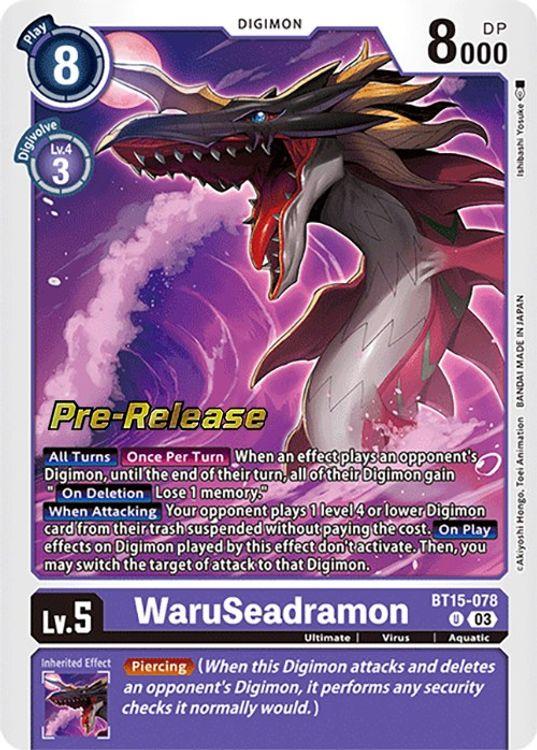 DIGIMON
Play
8
8000
DP
Digivolve
Lv.4
3
Ishibashi Yosuke
Pre-Release
All Turns Once Per Turn When an effect plays an opponent's
Digimon, until the end of their turn, all of their Digimon gain
" On Deletion Lose 1 memory."
When Attacking Your opponent plays 1 level 4 or lower Digimon
card from their trash suspended without paying the cost. On Play
effects on Digimon played by this effect don't activate. Then, you
may switch the target of attack to that Digimon.
©Akiyoshi Hongo, Toei Animation BANDAI MADE IN JAPAN
Lv.5
WaruSeadramon
BT15-078
U 03
Ultimate | Virus | Aquatic
Inherited Effect
Piercing (When this Digimon attacks and deletes
an opponent's Digimon, it performs any security
checks it normally would.)